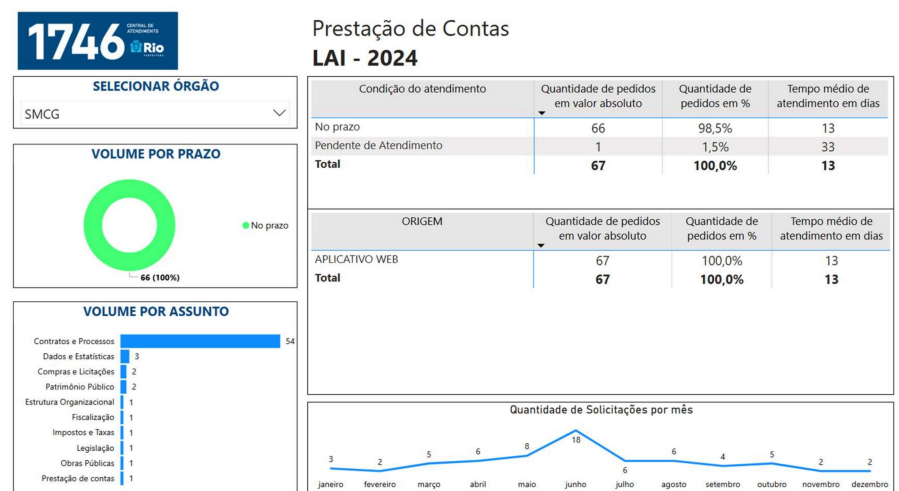 1746
CENTRAL DE
ATENDIMENTO
Rio
PREFEITURA
Prestação de Contas
LAI - 2024
SELECIONAR ÓRGÃO
SMCG
VOLUME POR PRAZO
No prazo
66 (100%)
VOLUME POR ASSUNTO
Contratos e Processos 54
Dados e Estatísticas 3
Compras e Licitações 2
Patrimônio Público 2
Estrutura Organizacional 1
Fiscalização 1
Impostos e Taxas 1
Legislação 1
Obras Públicas 1
Prestação de contas 1
Condição do atendimento Quantidade de pedidos em valor absoluto Quantidade de pedidos em % Tempo médio de atendimento em dias
No prazo 66 98,5% 13
Pendente de Atendimento 1 1,5% 33
Total 67 100,0% 13
ORIGEM Quantidade de pedidos em valor absoluto Quantidade de pedidos em % Tempo médio de atendimento em dias
APLICATIVO WEB 67 100,0% 13
Total 67 100,0% 13
Quantidade de Solicitações por mês
3 2 5 6 8 18 6 6 4 5 2 2
janeiro fevereiro março abril maio junho julho agosto setembro outubro novembro dezembro